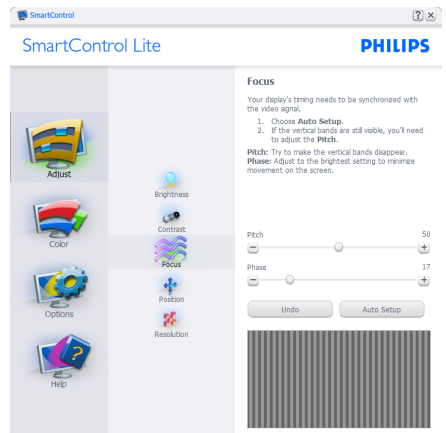 SmartControl
SmartControl Lite
PHILIPS
Adjust
Color
Options
Help
Brightness
Contrast
Focus
Position
Resolution
Focus
Your display's timing needs to be synchronized with
the video signal.
1. Choose Auto Setup.
2. If the vertical bands are still visible, you'll need
to adjust the Pitch.
Pitch: Try to make the vertical bands disappear.
Phase: Adjust to the brightest setting to minimize
movement on the screen.
Pitch 50
Phase 17
Undo Auto Setup